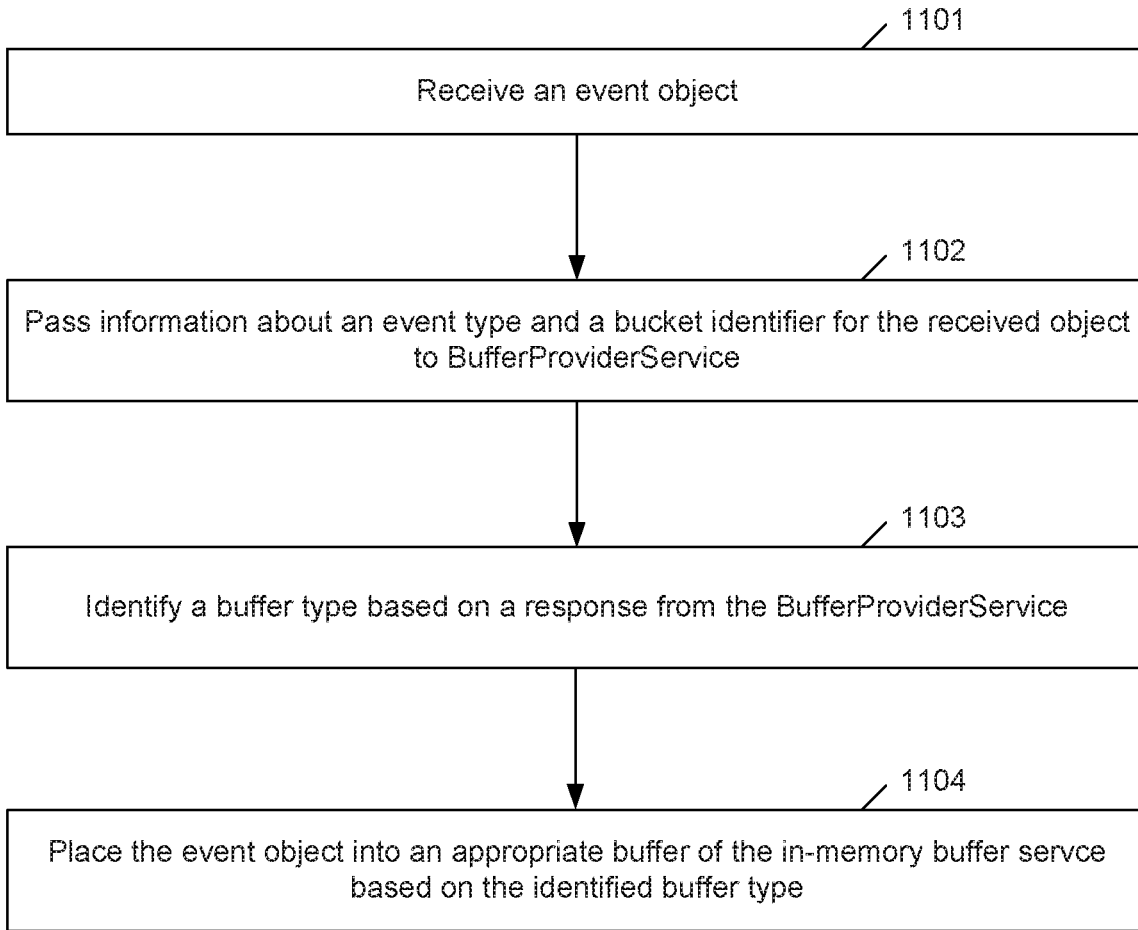 1101
Receive an event object
1102
Pass information about an event type and a bucket identifier for the received object
to BufferProviderService
1103
Identify a buffer type based on a response from the BufferProviderService
1104
Place the event object into an appropriate buffer of the in-memory buffer servce
based on the identified buffer type